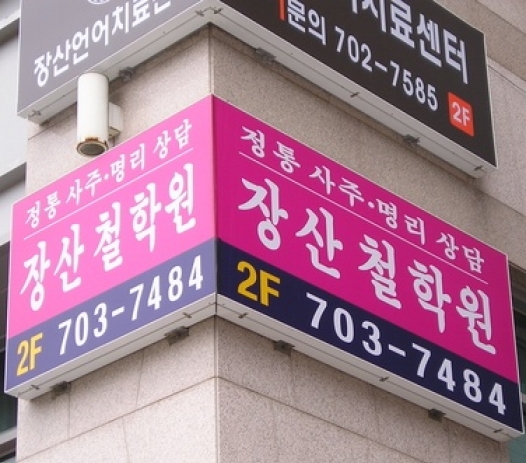 장산언어치료센
치료센터
문의 702-7585 2F
정통 사주·명리 상담
장산철학원
2F 703-7484
정통 사주·명리 상담
장산철학원
2F 703-7484